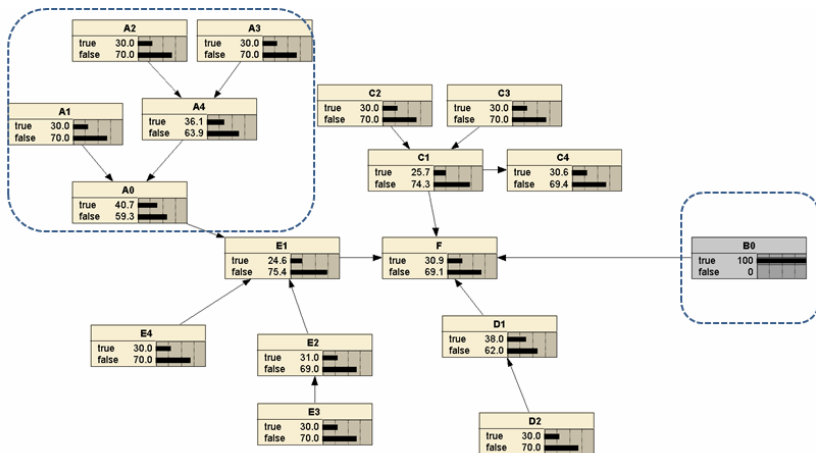 A2
true 30.0
false 70.0
A3
true 30.0
false 70.0
A1
true 30.0
false 70.0
A4
true 36.1
false 63.9
A0
true 40.7
false 59.3
C2
true 30.0
false 70.0
C3
true 30.0
false 70.0
C1
true 25.7
false 74.3
C4
true 30.6
false 69.4
E1
true 24.6
false 75.4
F
true 30.9
false 69.1
B0
true 100
false 0
E4
true 30.0
false 70.0
E2
true 31.0
false 69.0
D1
true 38.0
false 62.0
E3
true 30.0
false 70.0
D2
true 30.0
false 70.0